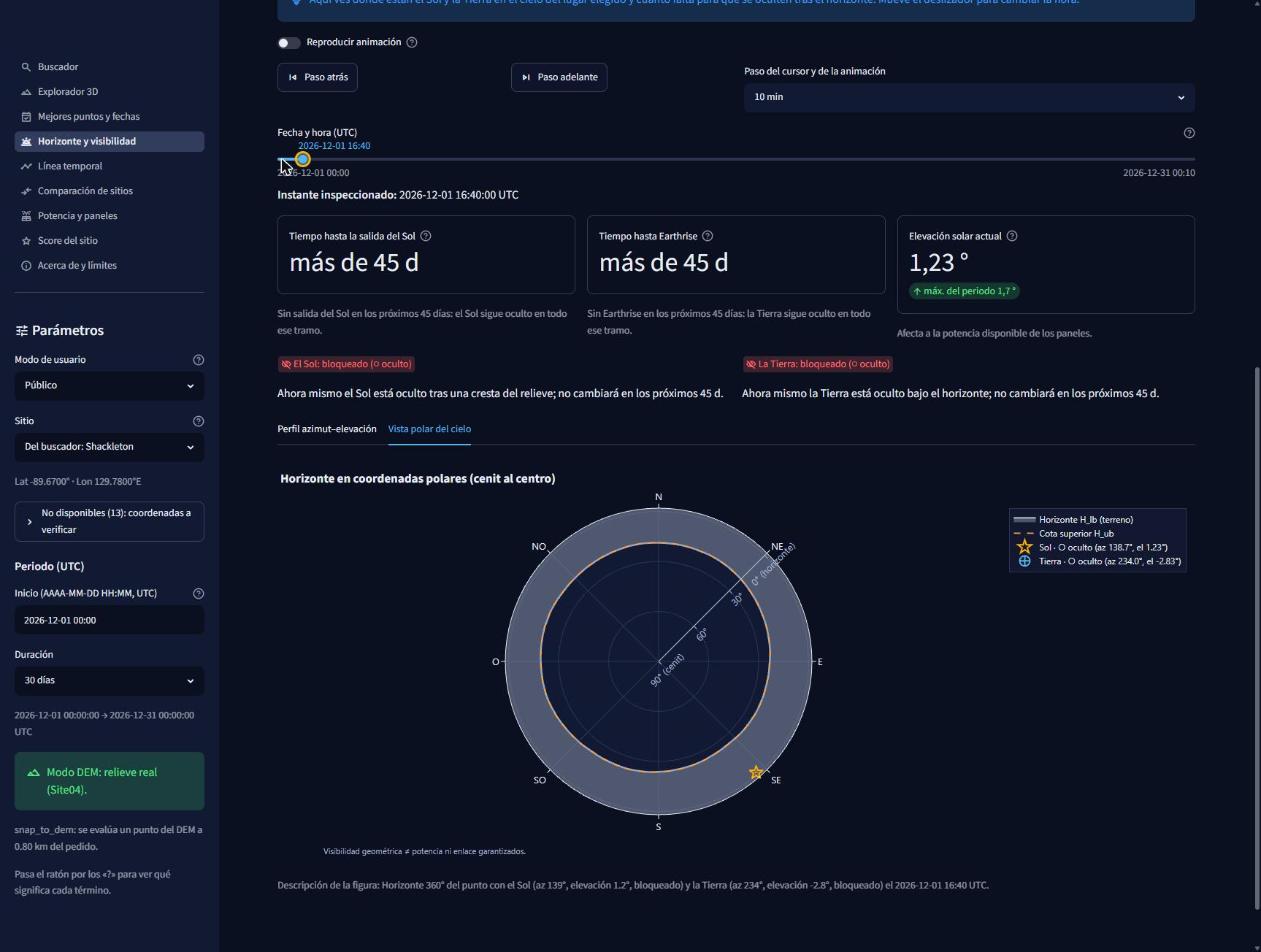 Aquí ves dónde están el Sol y la Tierra en el cielo del lugar elegido y cuánto falta para que se oculten tras el horizonte. Mueve el deslizador para cambiar la hora.
Reproducir animación
Paso atrás
Paso adelante
Paso del cursor y de la animación
10 min
Fecha y hora (UTC)
2026-12-01 16:40
2026-12-01 00:00
2026-12-31 00:10
Instante inspeccionado: 2026-12-01 16:40:00 UTC
Tiempo hasta la salida del Sol
más de 45 d
Sin salida del Sol en los próximos 45 días: el Sol sigue oculto en todo
ese tramo.
Tiempo hasta Earthrise
más de 45 d
Sin Earthrise en los próximos 45 días: la Tierra sigue oculto en todo
ese tramo.
Elevación solar actual
1,23 °
↑ máx. del periodo 1,7 °
Afecta a la potencia disponible de los paneles.
El Sol: bloqueado (○ oculto)
La Tierra: bloqueado (○ oculto)
Ahora mismo el Sol está oculto tras una cresta del relieve; no cambiará en los próximos 45 d.
Ahora mismo la Tierra está oculto bajo el horizonte; no cambiará en los próximos 45 d.
Perfil azimut–elevación
Vista polar del cielo
Horizonte en coordenadas polares (cenit al centro)
N
NE
E
SE
S
SO
O
NO
0° (horizonte)
30°
60°
90° (cenit)
Horizonte H_lb (terreno)
Cota superior H_ub
Sol · ○ oculto (az 138.7°, el 1.23°)
Tierra · ○ oculto (az 234.0°, el -2.83°)
Visibilidad geométrica ≠ potencia ni enlace garantizados.
Descripción de la figura: Horizonte 360° del punto con el Sol (az 139°, elevación 1.2°, bloqueado) y la Tierra (az 234°, elevación -2.8°, bloqueado) el 2026-12-01 16:40 UTC.
Buscador
Explorador 3D
Mejores puntos y fechas
Horizonte y visibilidad
Línea temporal
Comparación de sitios
Potencia y paneles
Score del sitio
Acerca de y límites
Parámetros
Modo de usuario
Público
Sitio
Del buscador: Shackleton
Lat -89.6700° · Lon 129.7800°E
No disponibles (13): coordenadas a
verificar
Periodo (UTC)
Inicio (AAAA-MM-DD HH:MM, UTC)
2026-12-01 00:00
Duración
30 días
2026-12-01 00:00:00 → 2026-12-31 00:00:00
UTC
Modo DEM: relieve real
(Site04).
snap_to_dem: se evalúa un punto del DEM a
0.80 km del pedido.
Pasa el ratón por los «?» para ver qué
significa cada término.